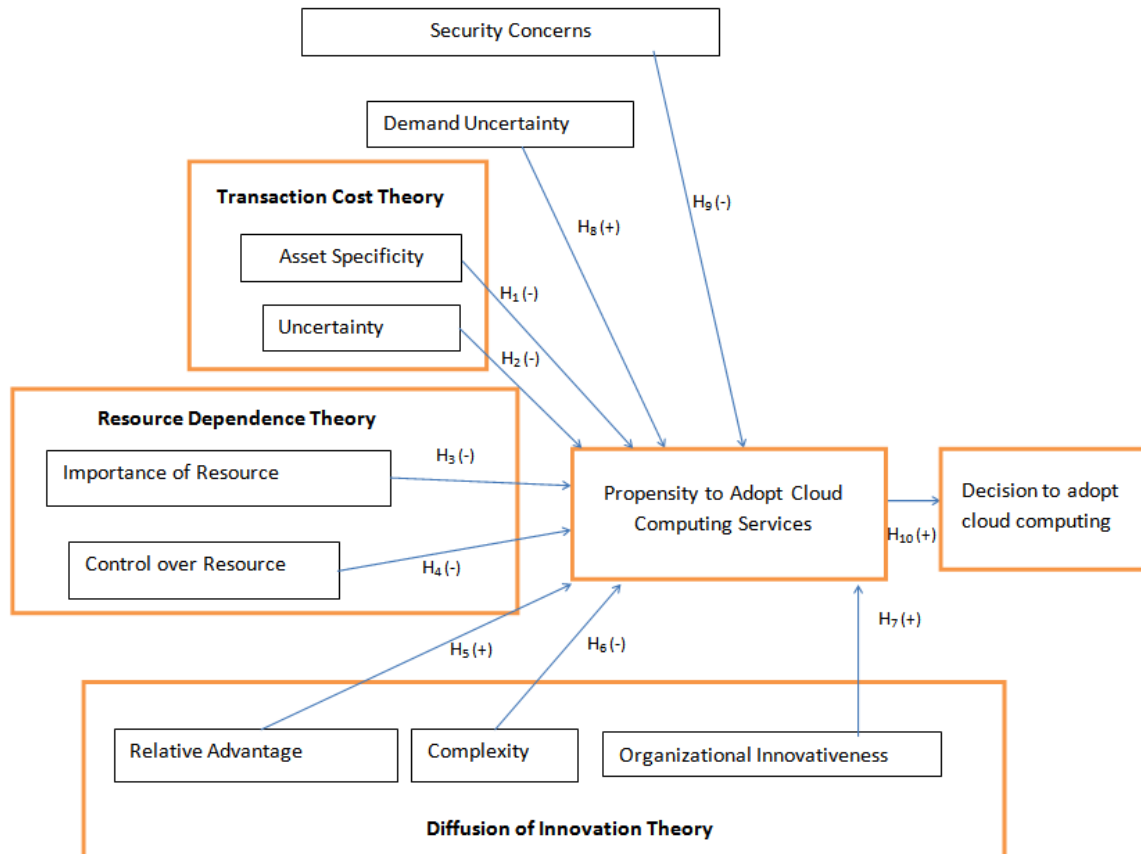 Security Concerns
Demand Uncertainty
H₉ (-)
H₈ (+)
Transaction Cost Theory
Asset Specificity
H₁ (-)
Uncertainty
H₂ (-)
Resource Dependence Theory
Importance of Resource
H₃ (-)
Control over Resource
H₄ (-)
Propensity to Adopt Cloud
Computing Services
H₁₀ (+)
Decision to adopt
cloud computing
H₅ (+)
H₆ (-)
H₇ (+)
Relative Advantage
Complexity
Organizational Innovativeness
Diffusion of Innovation Theory